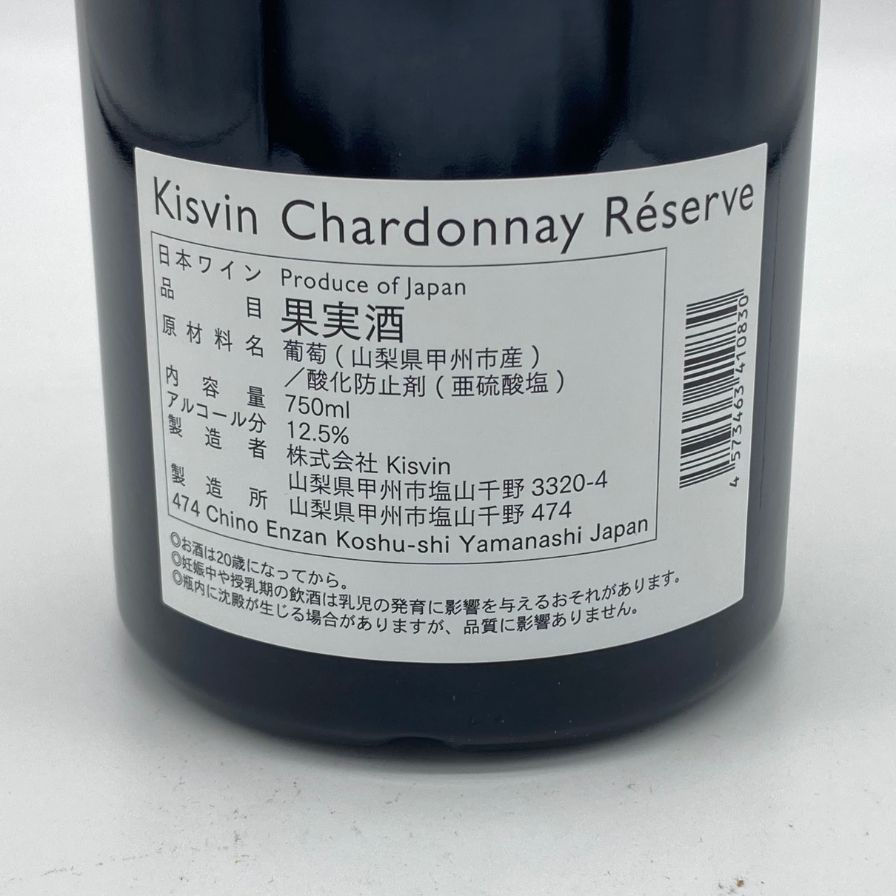 Kisvin Chardonnay Réserve
日本ワイン Produce of Japan
品目 果実酒
原材料名 葡萄(山梨県甲州市産)
/酸化防止剤(亜硫酸塩)
内容量 750ml
アルコール分 12.5%
製造者 株式会社 Kisvin
山梨県甲州市塩山千野 3320-4
製造所 山梨県甲州市塩山千野 474
474 Chino Enzan Koshu-shi Yamanashi Japan
◎お酒は20歳になってから。
◎妊娠中や授乳期の飲酒は乳児の発育に影響を与えるおそれがあります。
◎瓶内に沈殿が生じる場合がありますが、品質に影響ありません。
4 573463 410830